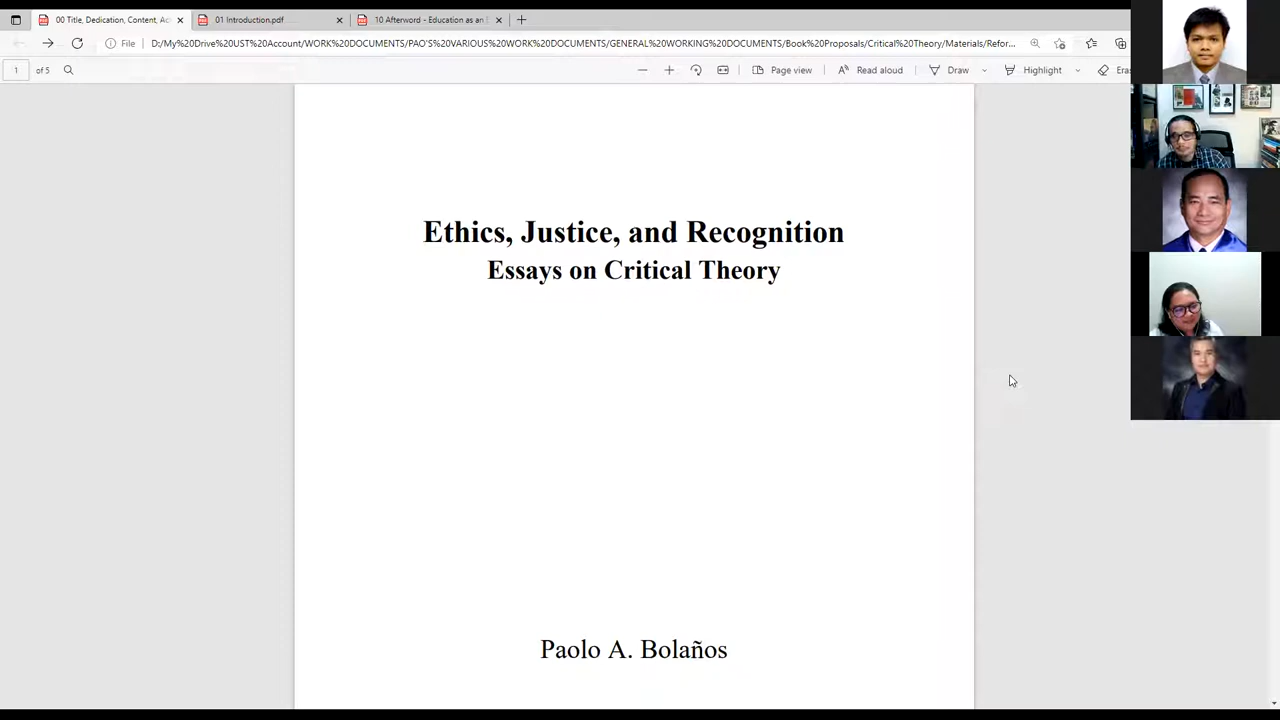 00 Title, Dedication, Content, Ac
01 Introduction.pdf
10 Afterword - Education as an
File
D:/My%20Drive%20UST%20Account/WORK%20DOCUMENTS/PAOLO%20VARIOUS%20WORK%20DOCUMENTS/GENERAL%20WORKING%20DOCUMENTS/Book%20Proposals/Critical%20Theory/Materials/Refor...
1 of 5
Page view
Read aloud
Draw
Highlight
Eras
Ethics, Justice, and Recognition
Essays on Critical Theory
Paolo A. Bolaños